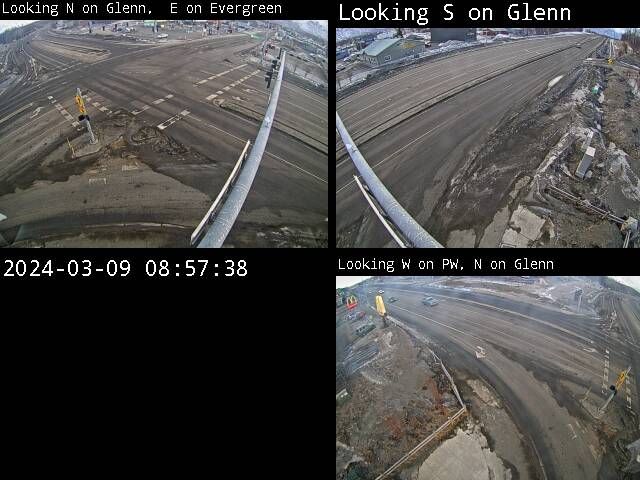 Looking N on Glenn,  E on Evergreen
Looking S on Glenn
2024-03-09 08:57:38
Looking W on PW, N on Glenn